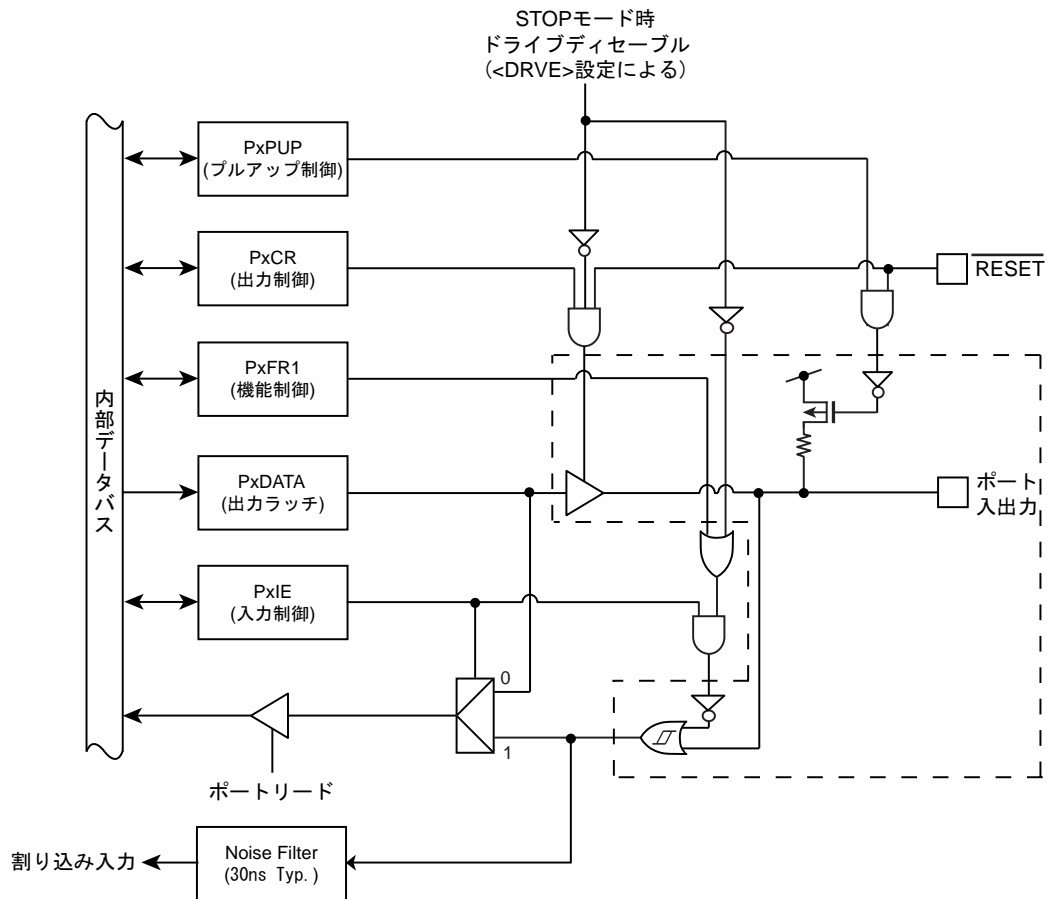 STOPモード時
ドライブディセーブル
(<DRVE>設定による)
PxPUP
(プルアップ制御)
PxCR
(出力制御)
RESET
PxFR1
(機能制御)
内部データバス
PxDATA
(出力ラッチ)
ポート
入出力
PxIE
(入力制御)
0
1
ポートリード
割り込み入力
Noise Filter
(30ns Typ.)